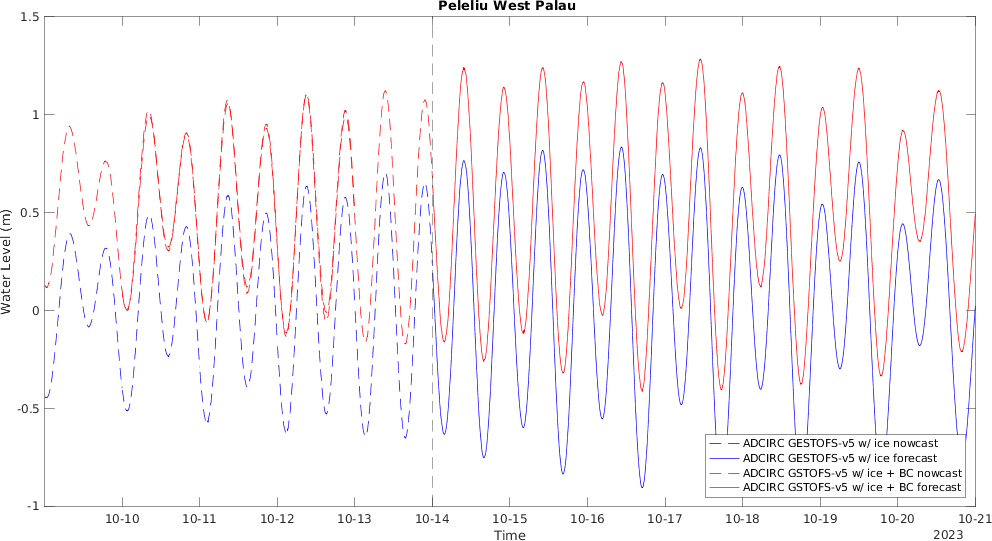 Peleliu West Palau
1.5
1
0.5
0
-0.5
-1
Water Level (m)
10-10
10-11
10-12
10-13
10-14
10-15
10-16
10-17
10-18
10-19
10-20
10-21
Time
2023
ADCIRC GESTOFS-v5 w/ ice nowcast
ADCIRC GESTOFS-v5 w/ ice forecast
ADCIRC GSTOFS-v5 w/ ice + BC nowcast
ADCIRC GSTOFS-v5 w/ ice + BC forecast